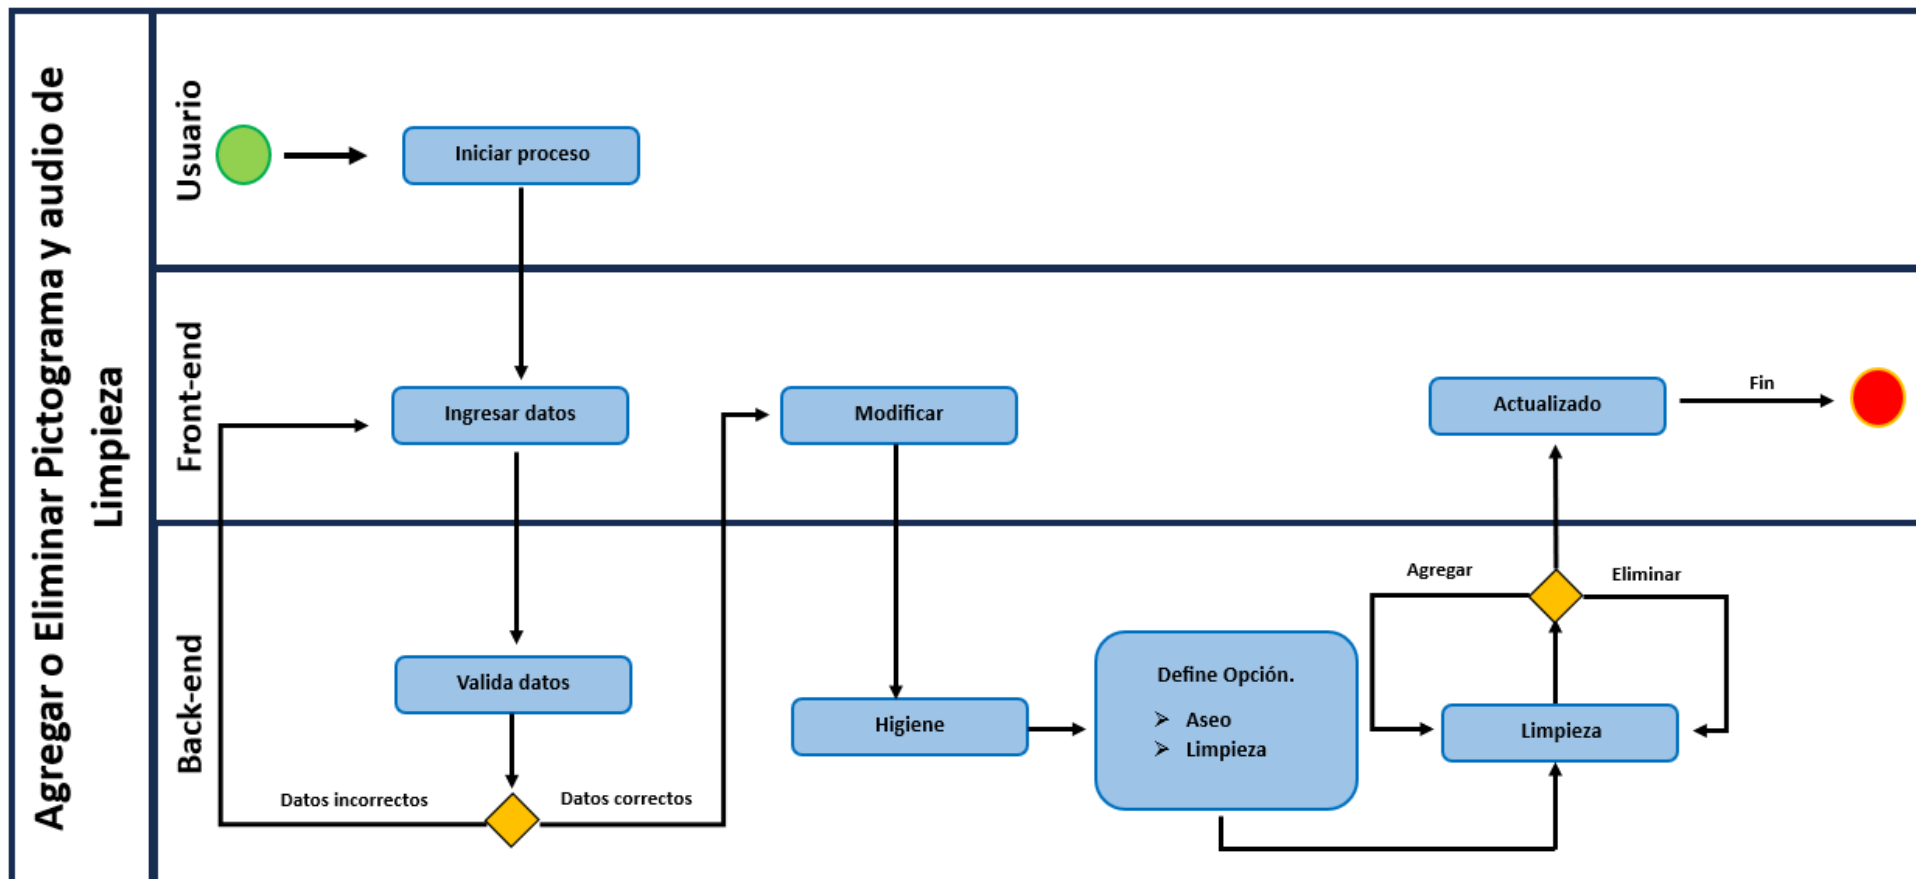 Agregar o Eliminar Pictograma y audio de
Limpieza
Usuario
Iniciar proceso
Front-end
Ingresar datos
Modificar
Actualizado
Fin
Back-end
Valida datos
Datos incorrectos
Datos correctos
Higiene
Define Opción.
➤ Aseo
➤ Limpieza
Agregar
Eliminar
Limpieza